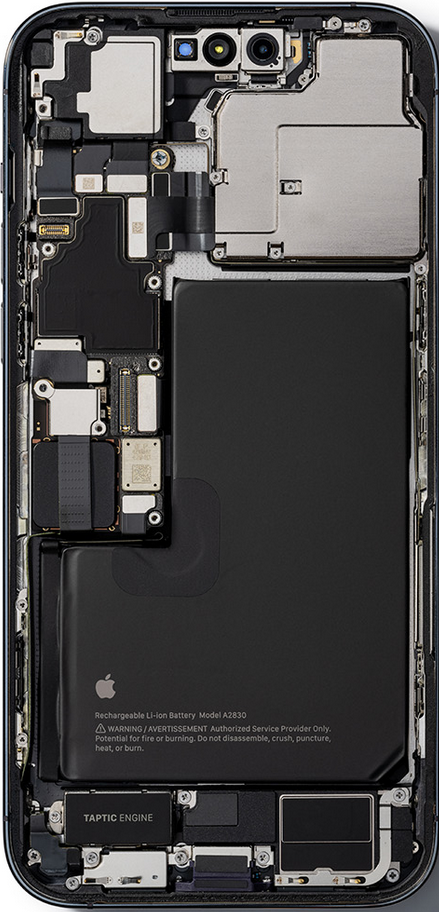 Rechargeable Li-ion Battery Model A2830
WARNING / AVERTISSEMENT Authorized Service Provider Only.
Potential for fire or burning. Do not disassemble, crush, puncture,
heat, or burn.
TAPTIC ENGINE